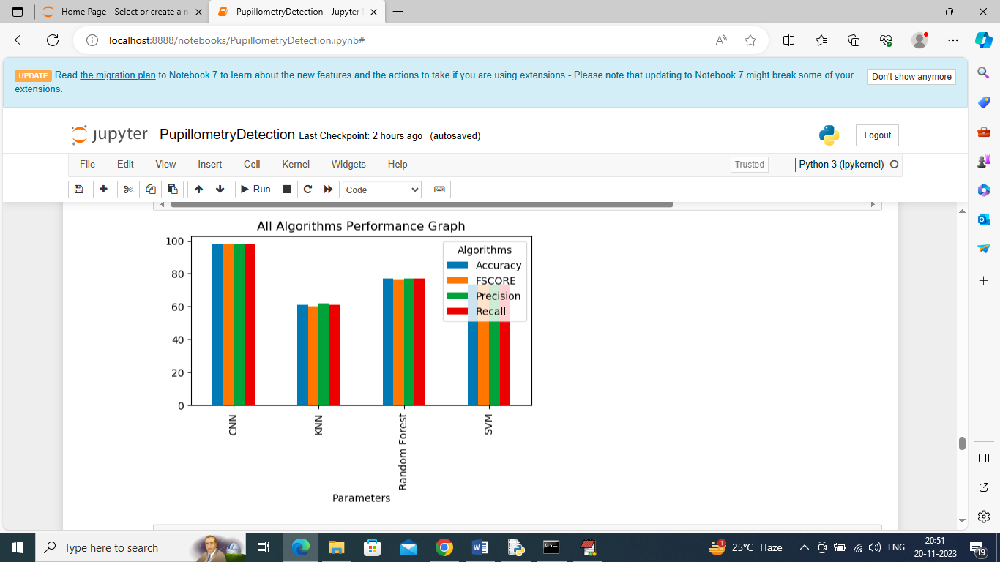 Home Page - Select or create a n
PupillometryDetection - Jupyter
localhost:8888/notebooks/PupillometryDetection.ipynb#
UPDATE Read the migration plan to Notebook 7 to learn about the new features and the actions to take if you are using extensions - Please note that updating to Notebook 7 might break some of your
extensions.
Don't show anymore
jupyter PupillometryDetection Last Checkpoint: 2 hours ago (autosaved)
Logout
File Edit View Insert Cell Kernel Widgets Help
Trusted
Python 3 (ipykernel)
Run
Code
All Algorithms Performance Graph
100
80
60
40
20
0
Algorithms
Accuracy
FSCORE
Precision
Recall
CNN
KNN
Random Forest
SVM
Parameters
Type here to search
1
25°C Haze
ENG
20:51
20-11-2023
19